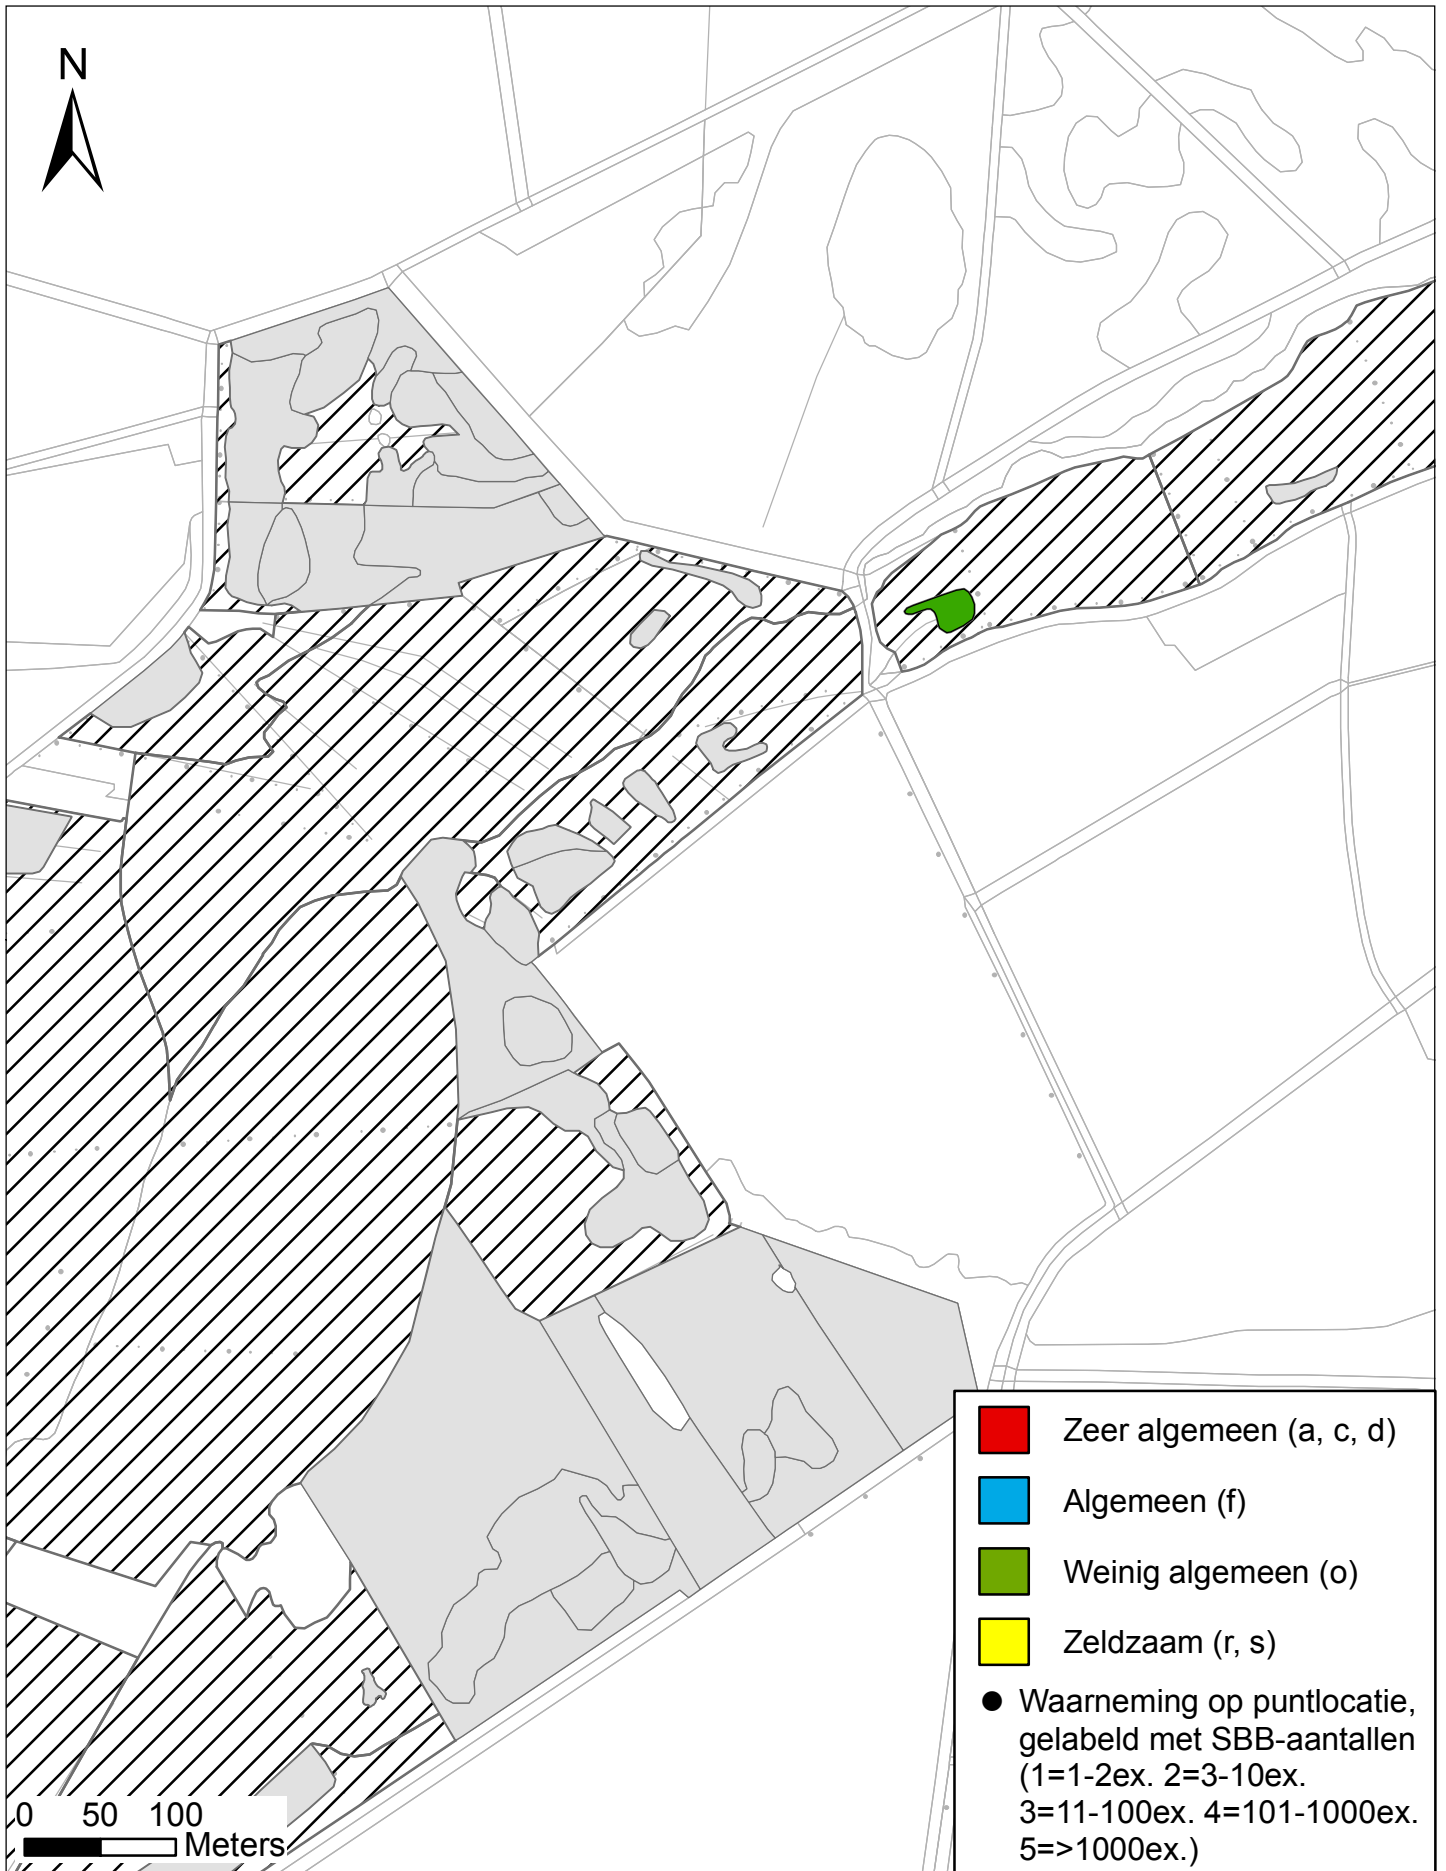 N
Zeer algemeen (a, c, d)
Algemeen (f)
Weinig algemeen (o)
Zeldzaam (r, s)
Waarneming op puntlocatie,
gelabeld met SBB-aantallen
(1=1-2ex. 2=3-10ex.
3=11-100ex. 4=101-1000ex.
5=>1000ex.)
0 50 100
Meters